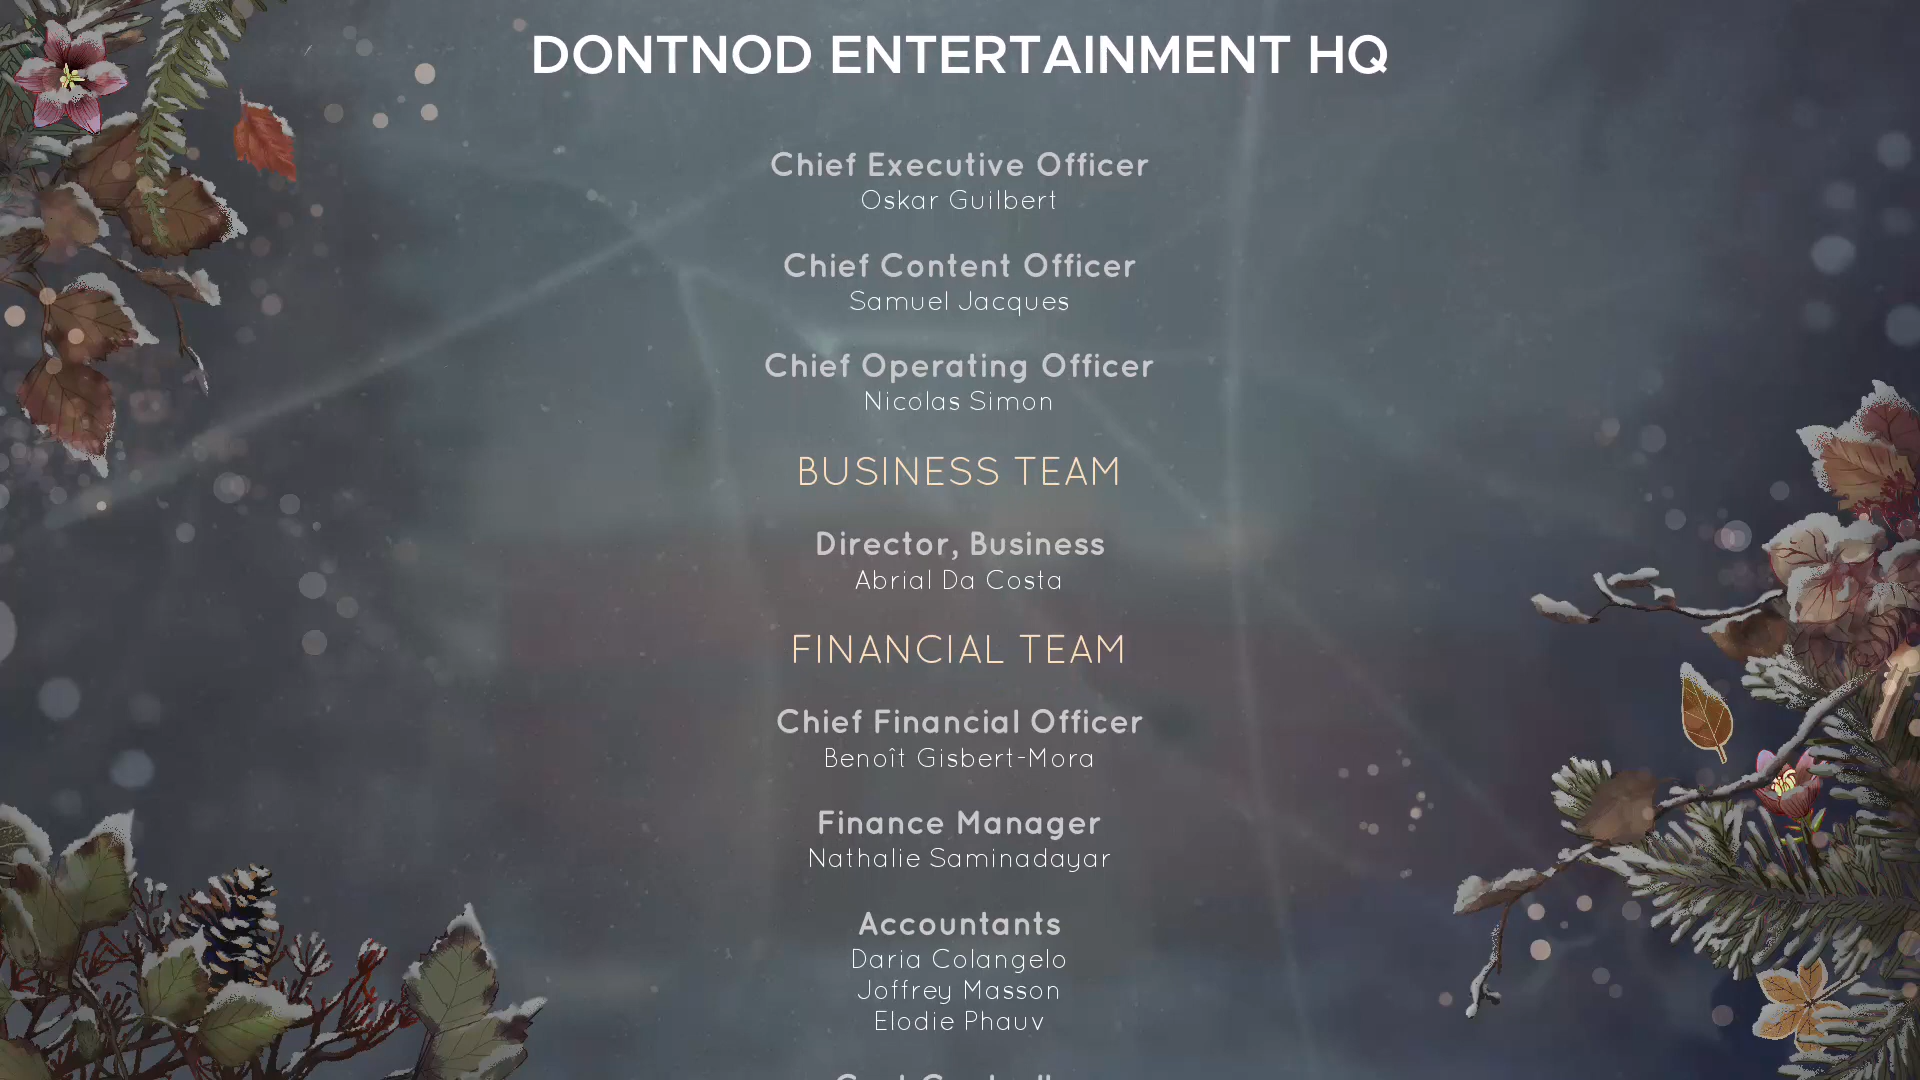 DONTNOD ENTERTAINMENT HQ
Chief Executive Officer
Oskar Guilbert
Chief Content Officer
Samuel Jacques
Chief Operating Officer
Nicolas Simon
BUSINESS TEAM
Director, Business
Abrial Da Costa
FINANCIAL TEAM
Chief Financial Officer
Benoît Gisbert-Mora
Finance Manager
Nathalie Saminadayar
Accountants
Daria Colangelo
Joffrey Masson
Elodie Phauv